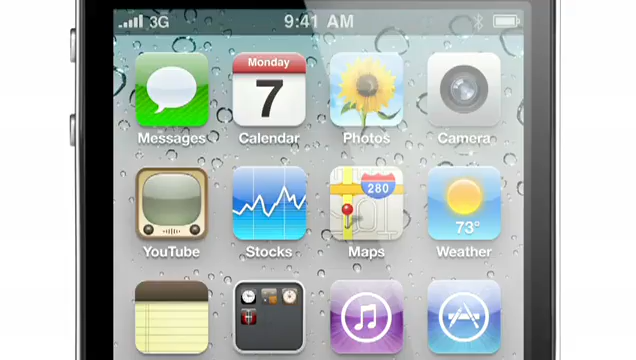 3G 9:41 AM
Monday
7
280
Messages Calendar Photos Camera
73°
YouTube Stocks Maps Weather